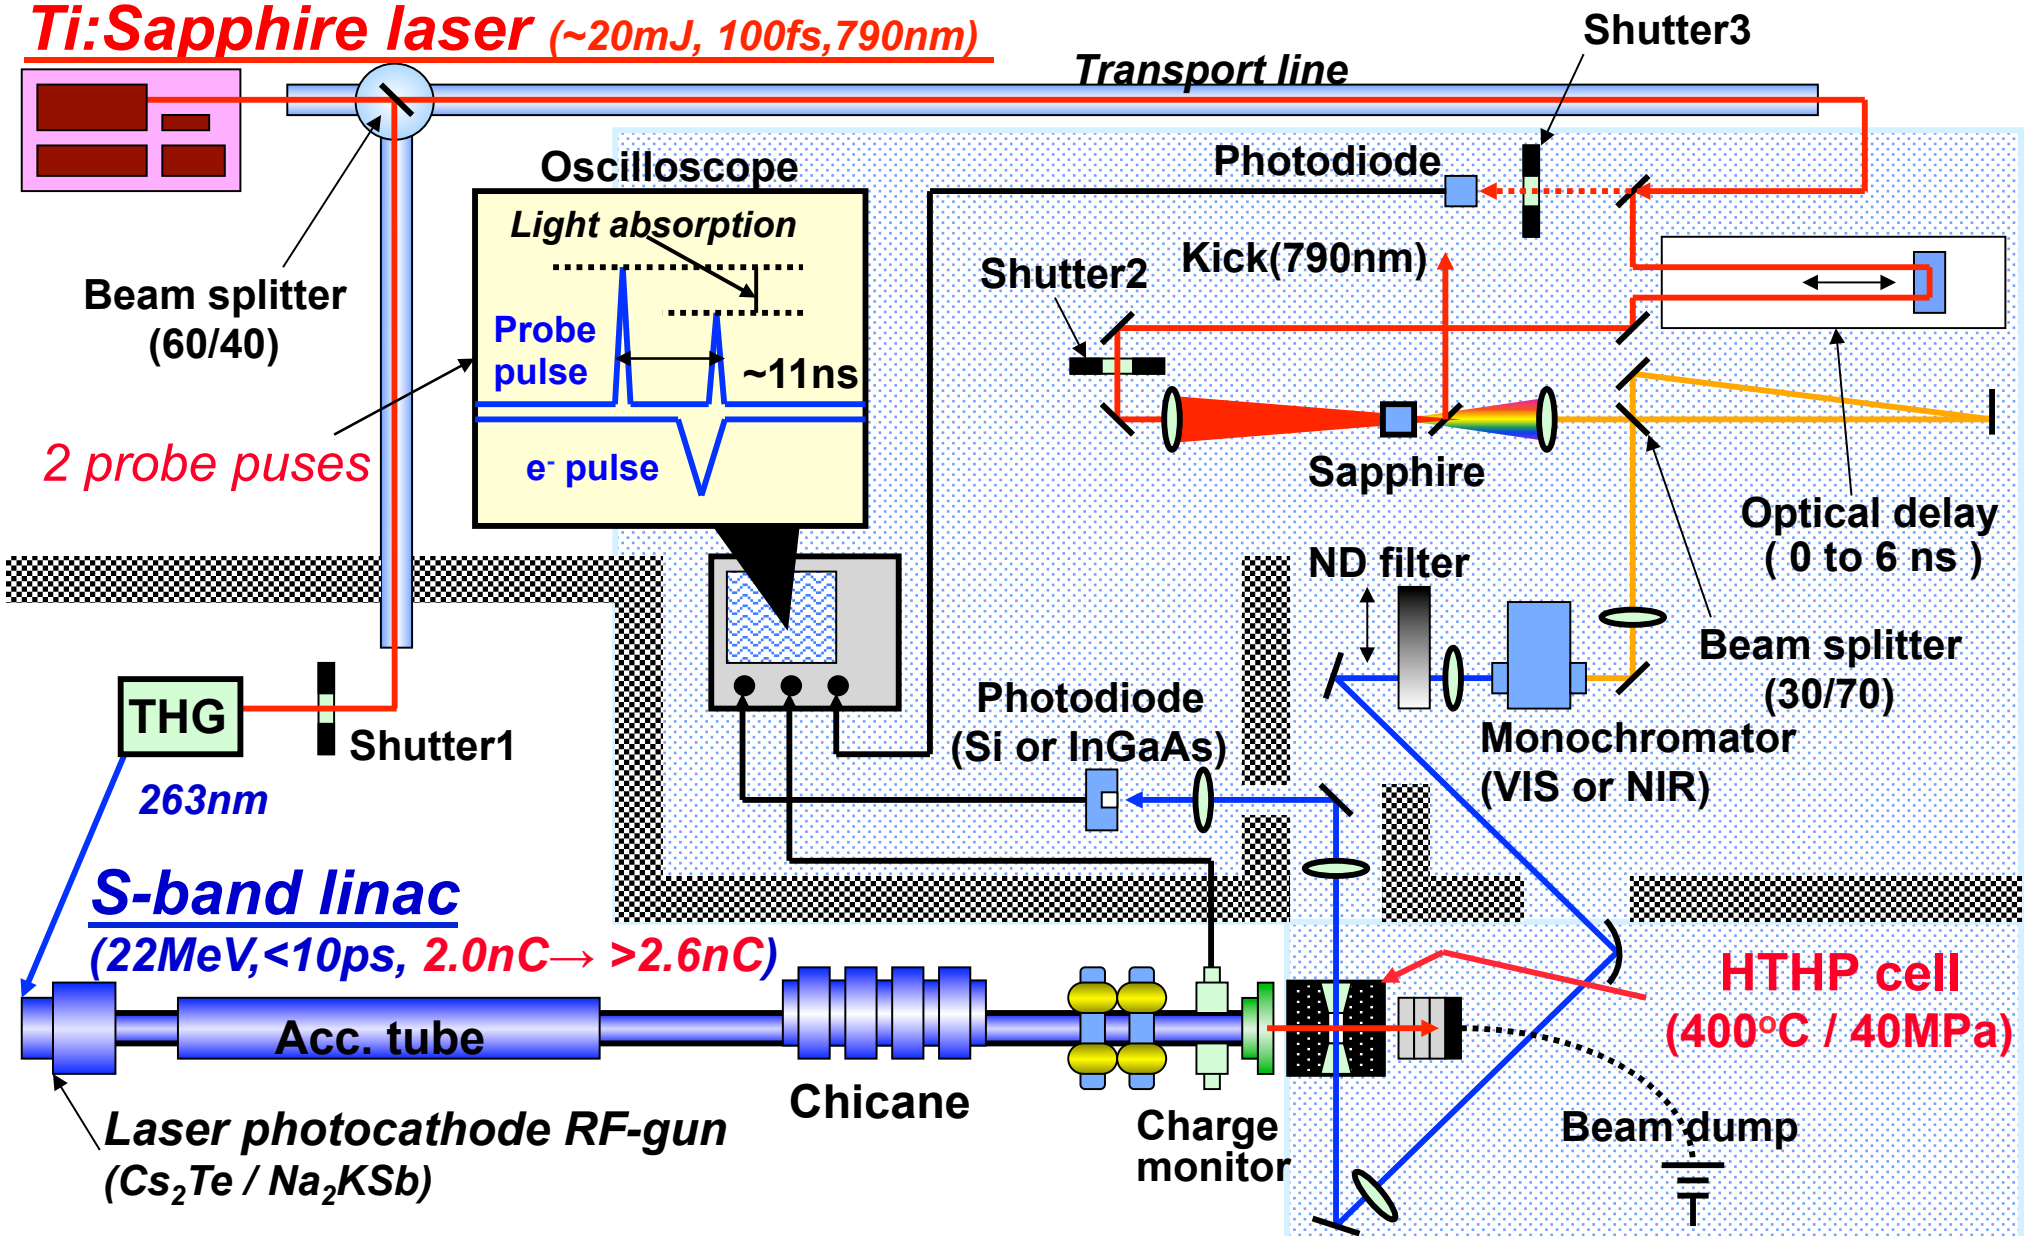 Ti:Sapphire laser (~20mJ, 100fs,790nm)
Shutter3
Transport line
Oscilloscope
Photodiode
Light absorption
Kick(790nm)
Shutter2
Beam splitter
(60/40)
Probe
pulse
~11ns
2 probe puses
e- pulse
Sapphire
Optical delay
( 0 to 6 ns )
ND filter
Beam splitter
(30/70)
THG
Shutter1
Photodiode
(Si or InGaAs)
Monochromator
(VIS or NIR)
263nm
S-band linac
(22MeV,<10ps, 2.0nC→ >2.6nC)
HTHP cell
(400oC / 40MPa)
Acc. tube
Chicane
Charge
monitor
Beam dump
Laser photocathode RF-gun
(Cs2Te / Na2KSb)